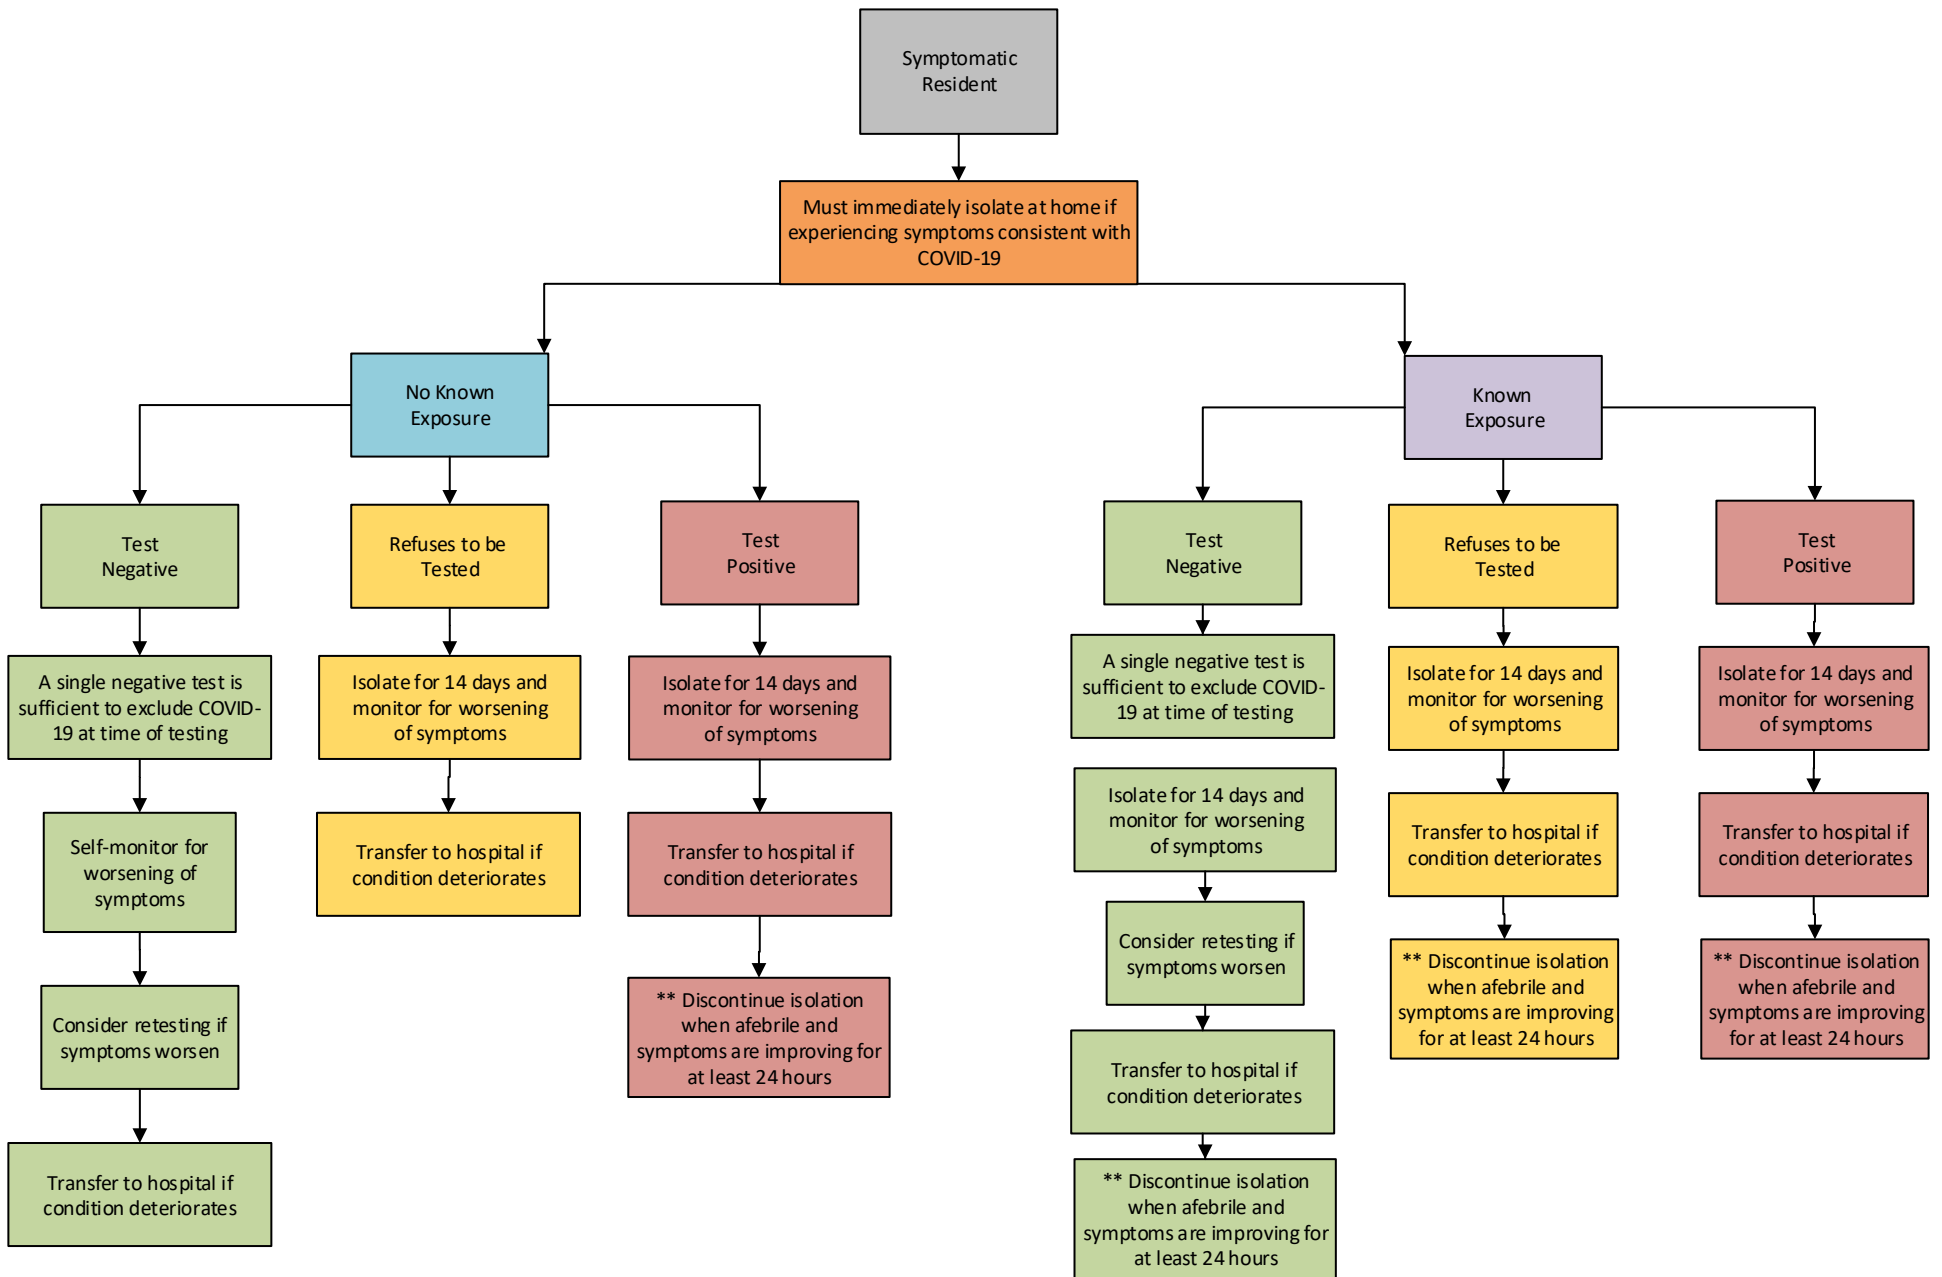 Symptomatic
Resident
Must immediately isolate at home if
experiencing symptoms consistent with
COVID-19
No Known
Exposure
Known
Exposure
Test
Negative
Refuses to be
Tested
Test
Positive
Test
Negative
Refuses to be
Tested
Test
Positive
A single negative test is
sufficient to exclude COVID-
19 at time of testing
Isolate for 14 days and
monitor for worsening
of symptoms
Isolate for 14 days and
monitor for worsening
of symptoms
A single negative test is
sufficient to exclude COVID-
19 at time of testing
Isolate for 14 days and
monitor for worsening
of symptoms
Isolate for 14 days and
monitor for worsening
of symptoms
Self-monitor for
worsening of
symptoms
Transfer to hospital if
condition deteriorates
Transfer to hospital if
condition deteriorates
Isolate for 14 days and
monitor for worsening
of symptoms
Transfer to hospital if
condition deteriorates
Transfer to hospital if
condition deteriorates
Consider retesting if
symptoms worsen
** Discontinue isolation
when afebrile and
symptoms are improving for
at least 24 hours
Consider retesting if
symptoms worsen
** Discontinue isolation
when afebrile and
symptoms are improving
for at least 24 hours
** Discontinue isolation
when afebrile and
symptoms are improving
for at least 24 hours
Transfer to hospital if
condition deteriorates
Transfer to hospital if
condition deteriorates
** Discontinue isolation
when afebrile and
symptoms are improving for
at least 24 hours